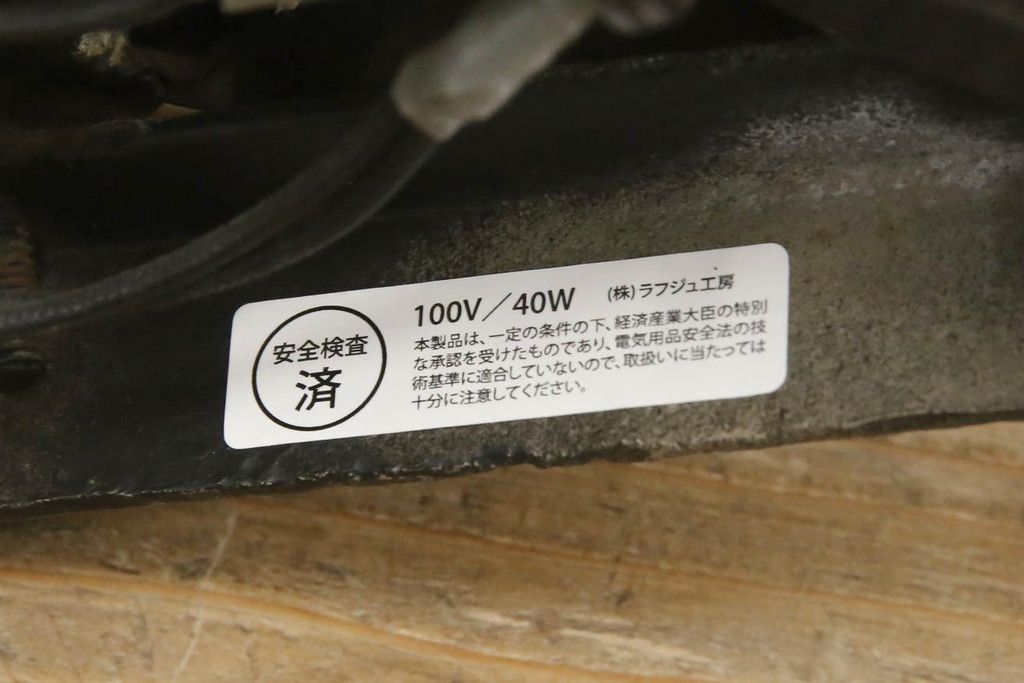 安全検査
済
100V／40W （株）ラフジュ工房
本製品は、一定の条件の下、経済産業大臣の特別
な承認を受けたものであり、電気用品安全法の技
術基準に適合していないので、取扱いに当たっては
十分に注意してください。